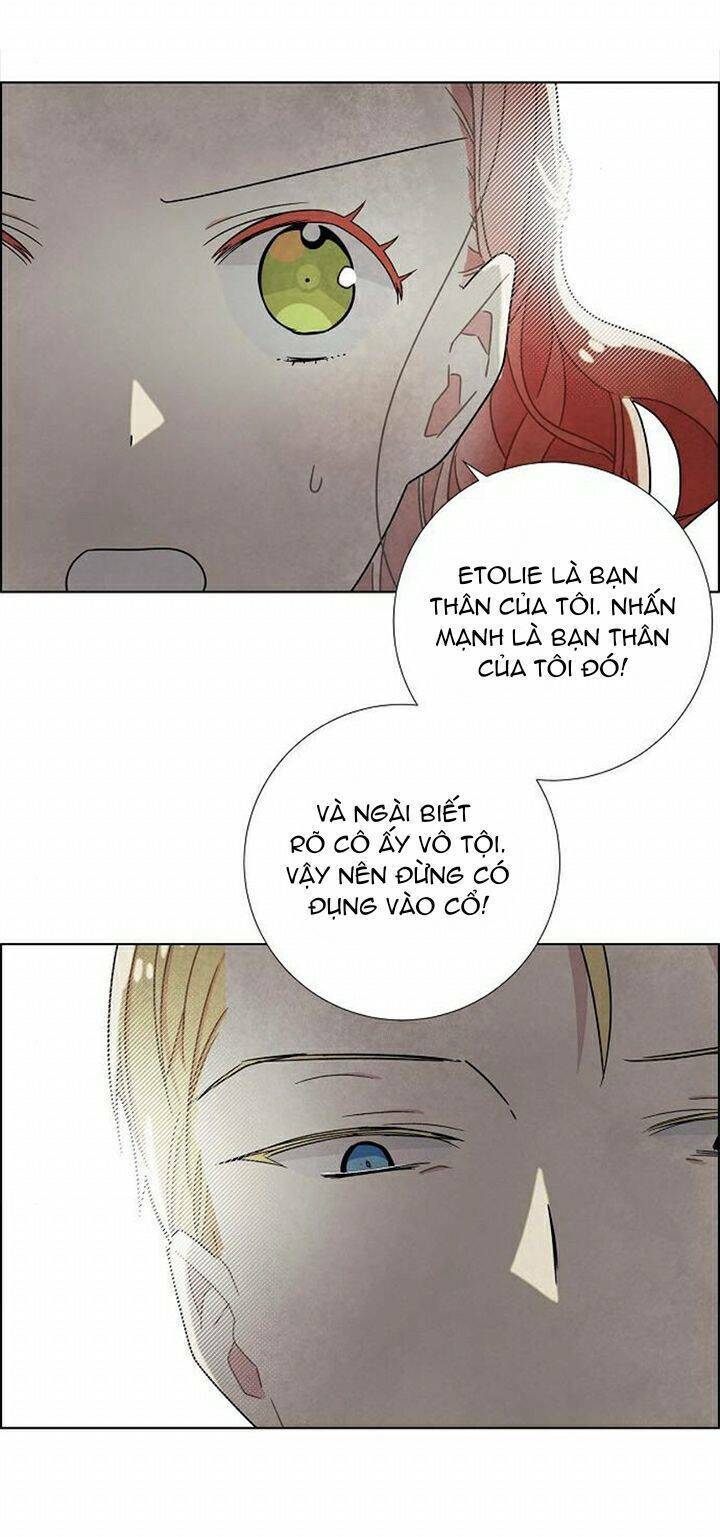 ETOLIE LÀ BẠN
THÂN CỦA TÔI. NHẤN
MẠNH LÀ BẠN THÂN
CỦA TÔI ĐÓ!
VÀ NGÀI BIẾT
RÕ CÔ ẤY VÔ TỘI.
VẬY NÊN ĐỪNG CÓ
ĐỤNG VÀO CỔ!